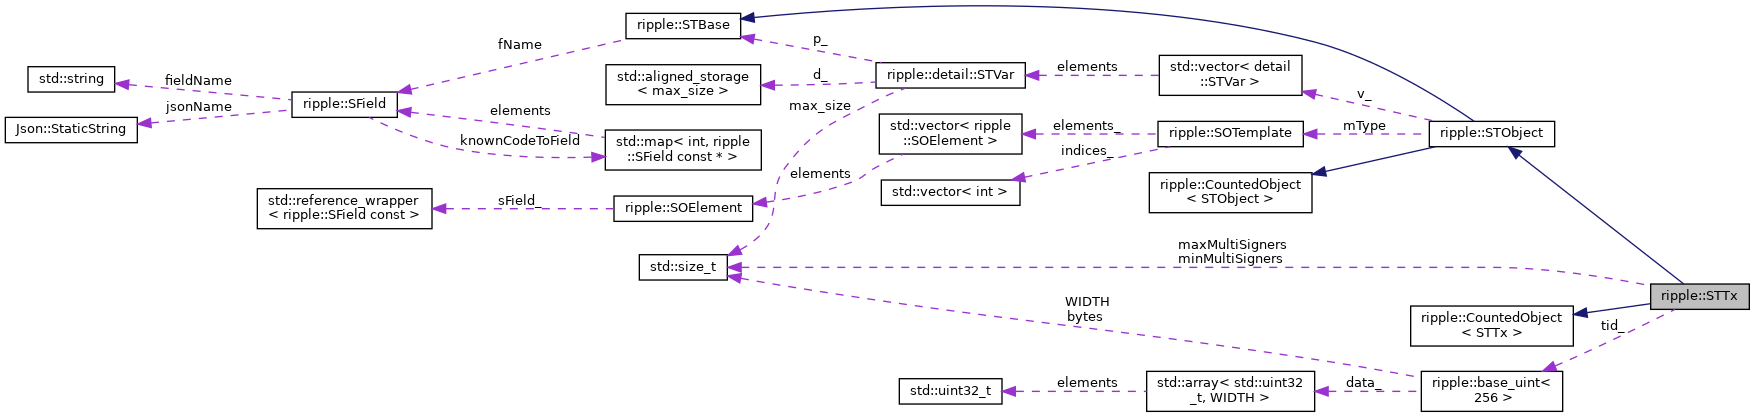 ripple::STBase
fName
p_
std::string
fieldName
jsonName
Json::StaticString
ripple::SField
elements
knownCodeToField
std::aligned_storage
< max_size >
d_
max_size
ripple::detail::STVar
elements
std::vector< detail
::STVar >
v_
std::map< int, ripple
::SField const * >
std::vector< ripple
::SOElement >
elements_
indices_
ripple::SOTemplate
mType
ripple::STObject
std::vector< int >
ripple::CountedObject
< STObject >
elements
std::reference_wrapper
< ripple::SField const >
sField_
ripple::SOElement
std::size_t
maxMultiSigners
minMultiSigners
ripple::STTx
WIDTH
bytes
ripple::CountedObject
< STTx >
tid_
std::uint32_t
elements
std::array< std::uint32
_t, WIDTH >
data_
ripple::base_uint<
256 >